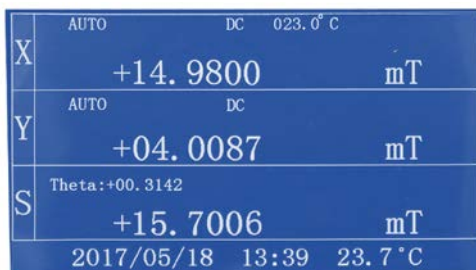 X AUTO DC 023.0°C
+14.9800 mT
Y AUTO DC
+04.0087 mT
S Theta:+00.3142
+15.7006 mT
2017/05/18 13:39 23.7°C